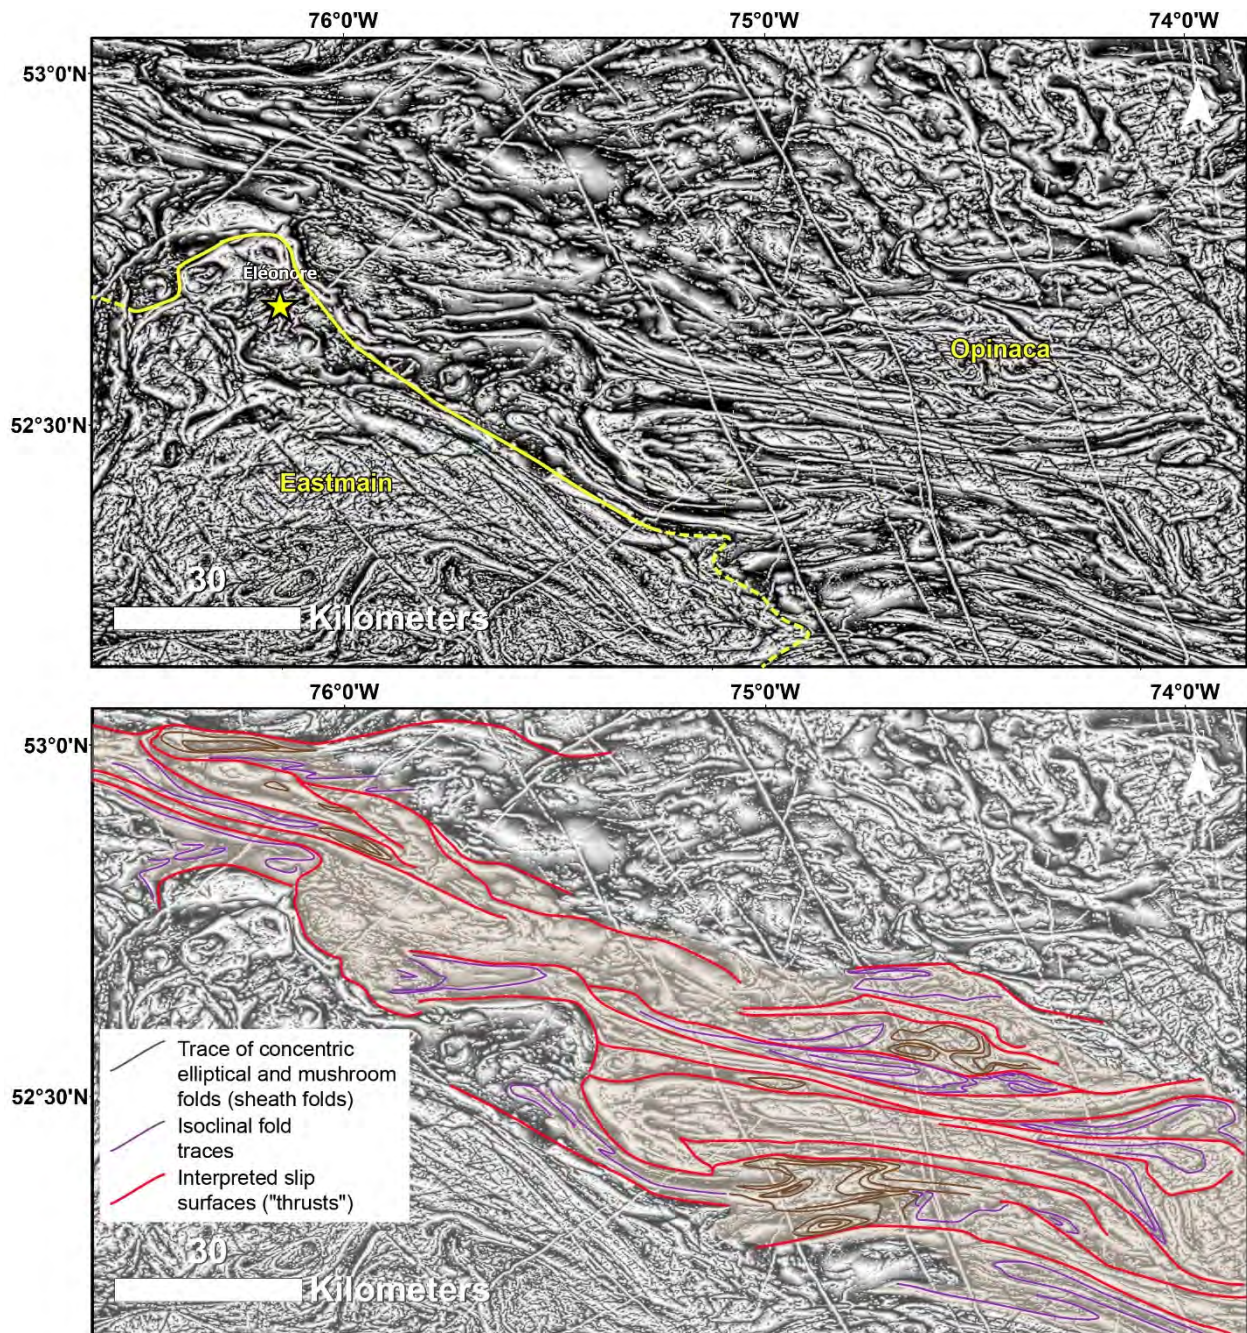 76°0'W 75°0'W 74°0'W
53°0'N
Éléonore
Opinaca
52°30'N
Eastmain
30
Kilometers
76°0'W 75°0'W 74°0'W
53°0'N
52°30'N
Trace of concentric
elliptical and mushroom
folds (sheath folds)
Isoclinal fold
traces
Interpreted slip
surfaces ("thrusts")
30
Kilometers